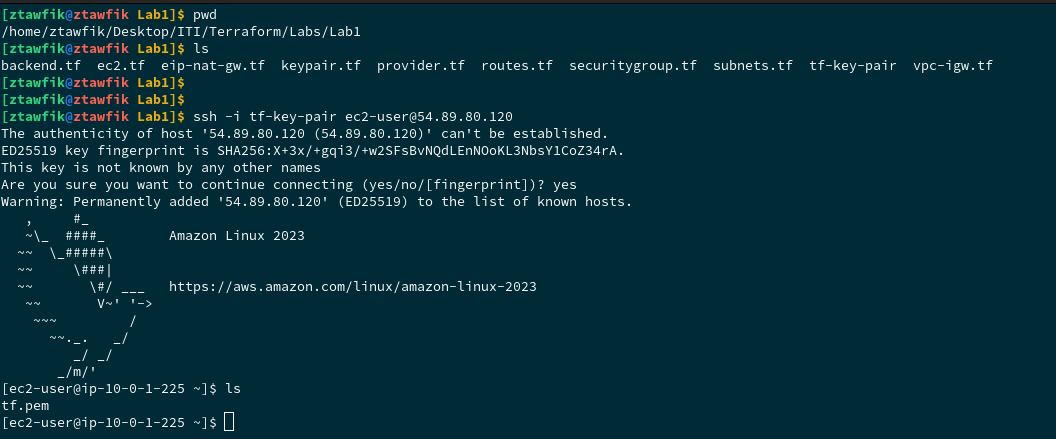 [ztawfik@ztawfik Lab1]$ pwd
/home/ztawfik/Desktop/ITI/Terraform/Labs/Lab1
[ztawfik@ztawfik Lab1]$ ls
backend.tf  ec2.tf  eip-nat-gw.tf  keypair.tf  provider.tf  routes.tf  securitygroup.tf  subnets.tf  tf-key-pair  vpc-igw.tf
[ztawfik@ztawfik Lab1]$
[ztawfik@ztawfik Lab1]$
[ztawfik@ztawfik Lab1]$ ssh -i tf-key-pair ec2-user@54.89.80.120
The authenticity of host '54.89.80.120 (54.89.80.120)' can't be established.
ED25519 key fingerprint is SHA256:X+3x/+gqi3/+w2SFsBvNQdLEnNOoKL3NbsY1CoZ34rA.
This key is not known by any other names
Are you sure you want to continue connecting (yes/no/[fingerprint])? yes
Warning: Permanently added '54.89.80.120' (ED25519) to the list of known hosts.
   ,     #_
   ~\_  ####_        Amazon Linux 2023
  ~~  \_#####\
  ~~     \###|
  ~~       \#/ ___   https://aws.amazon.com/linux/amazon-linux-2023
   ~~       V~' '->
    ~~~         /
      ~~._.   _/
         _/ _/
       _/m/'
[ec2-user@ip-10-0-1-225 ~]$ ls
tf.pem
[ec2-user@ip-10-0-1-225 ~]$